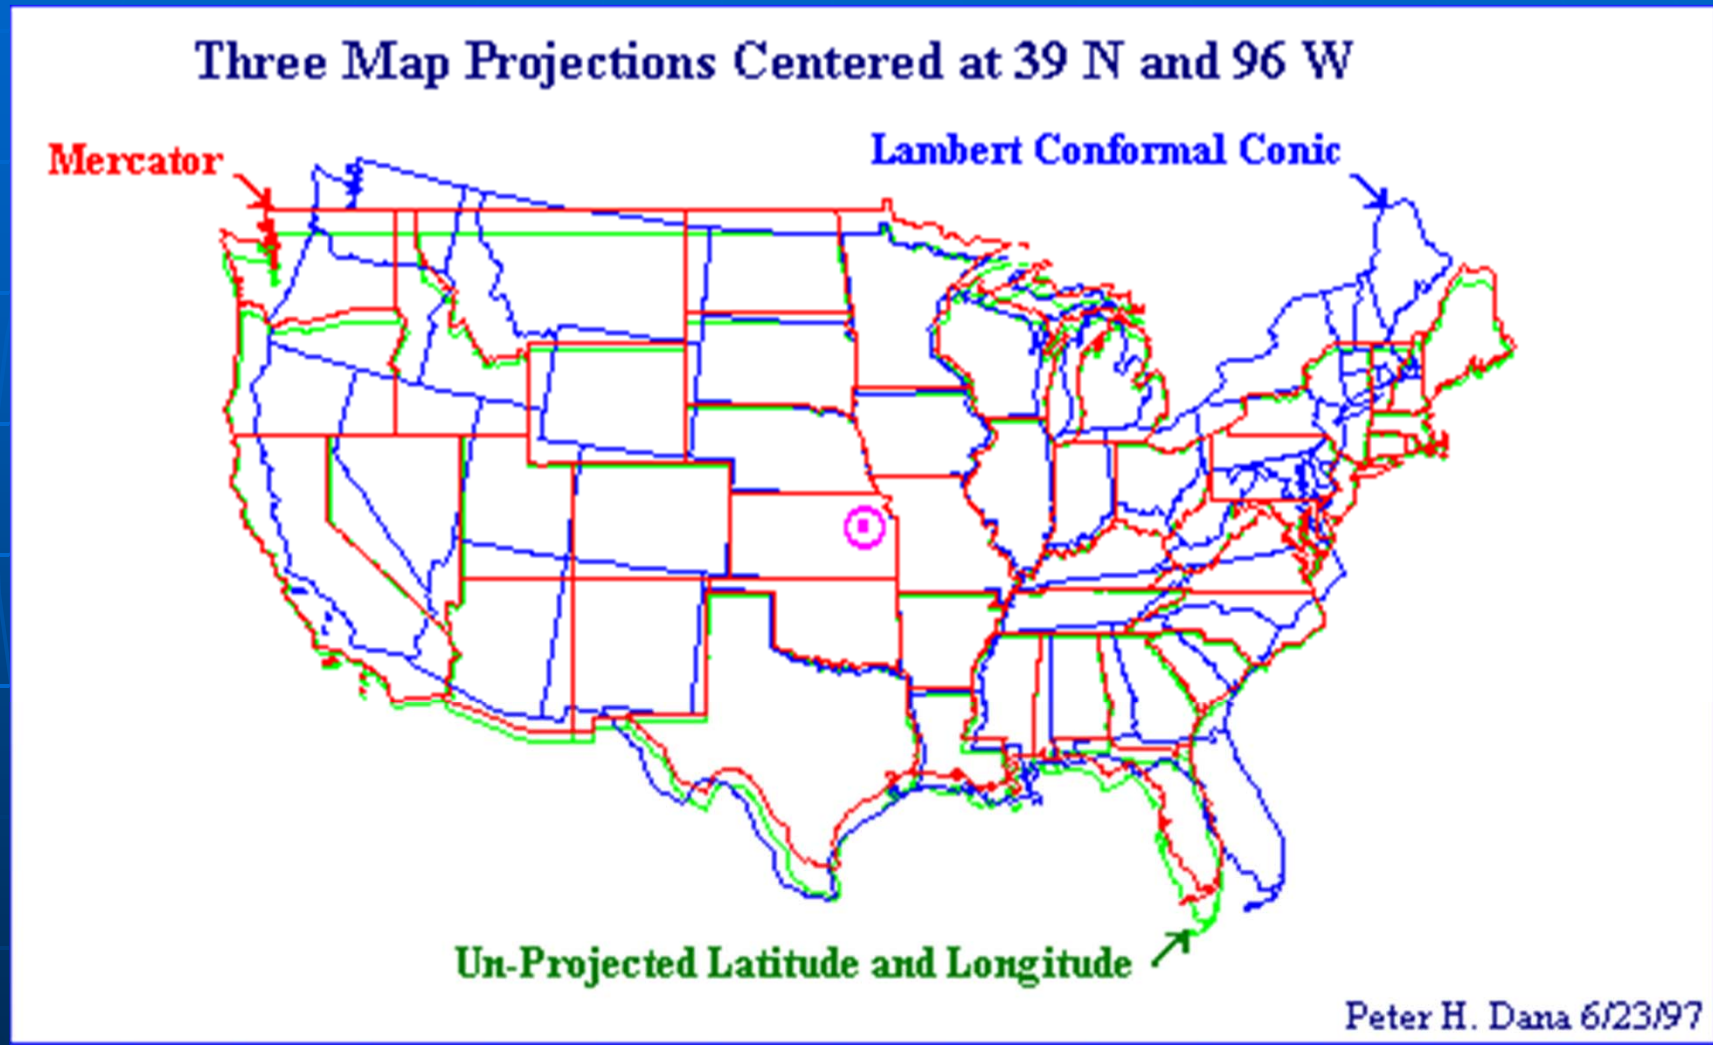 Three Map Projections Centered at 39 N and 96 W
Mercator
Lambert Conformal Conic
Un-Projected Latitude and Longitude
Peter H. Dana 6/23/97